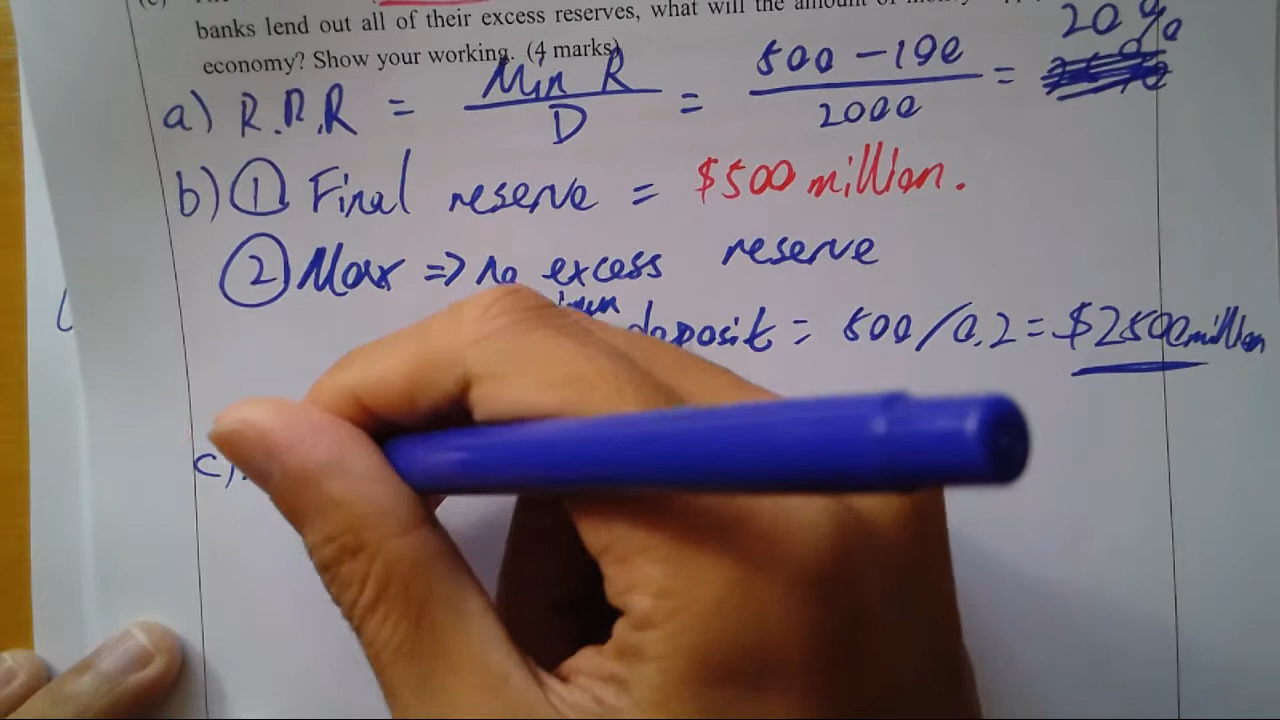 banks lend out all of their excess reserves, what will the amount of
economy? Show your working. (4 marks)
a) R.R.R = Min R / D = 500 - 100 / 2000 = 20%
b) ① Final reserve = $500 million.
② Max => no excess reserve
deposit = 500/0.2 = $2500 million
c)